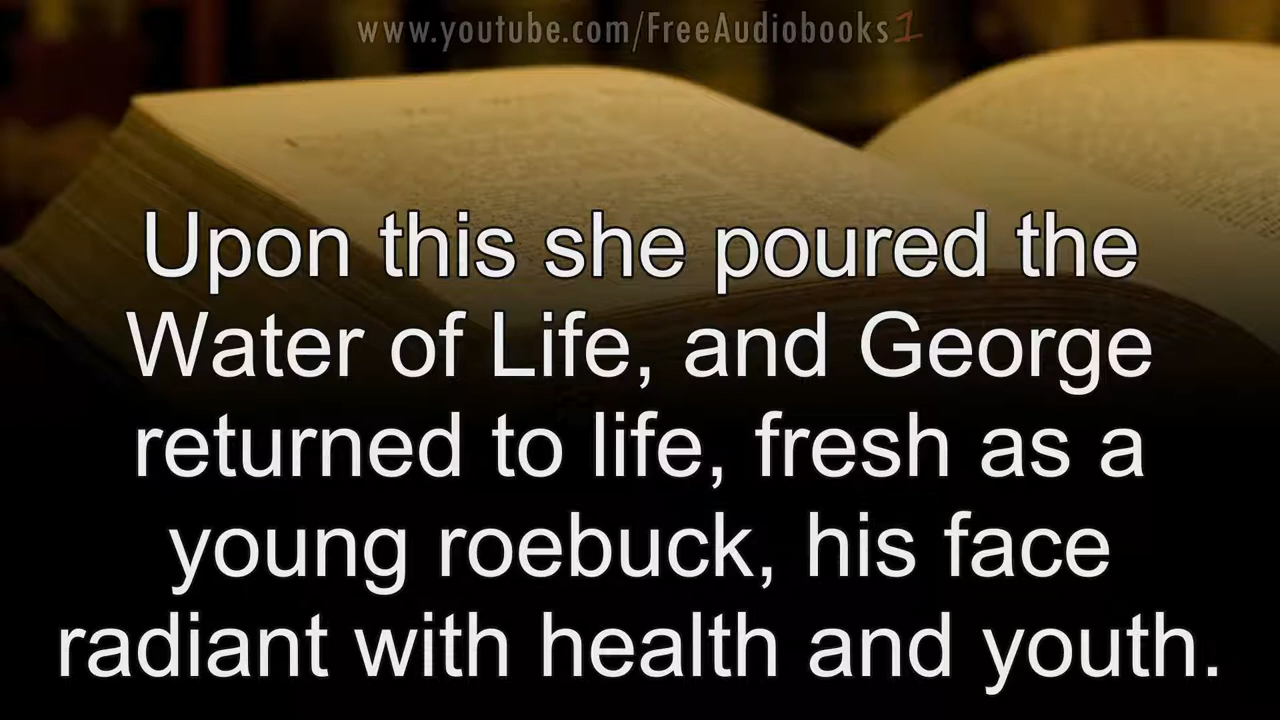 www.youtube.com/FreeAudiobooks1
Upon this she poured the
Water of Life, and George
returned to life, fresh as a
young roebuck, his face
radiant with health and youth.